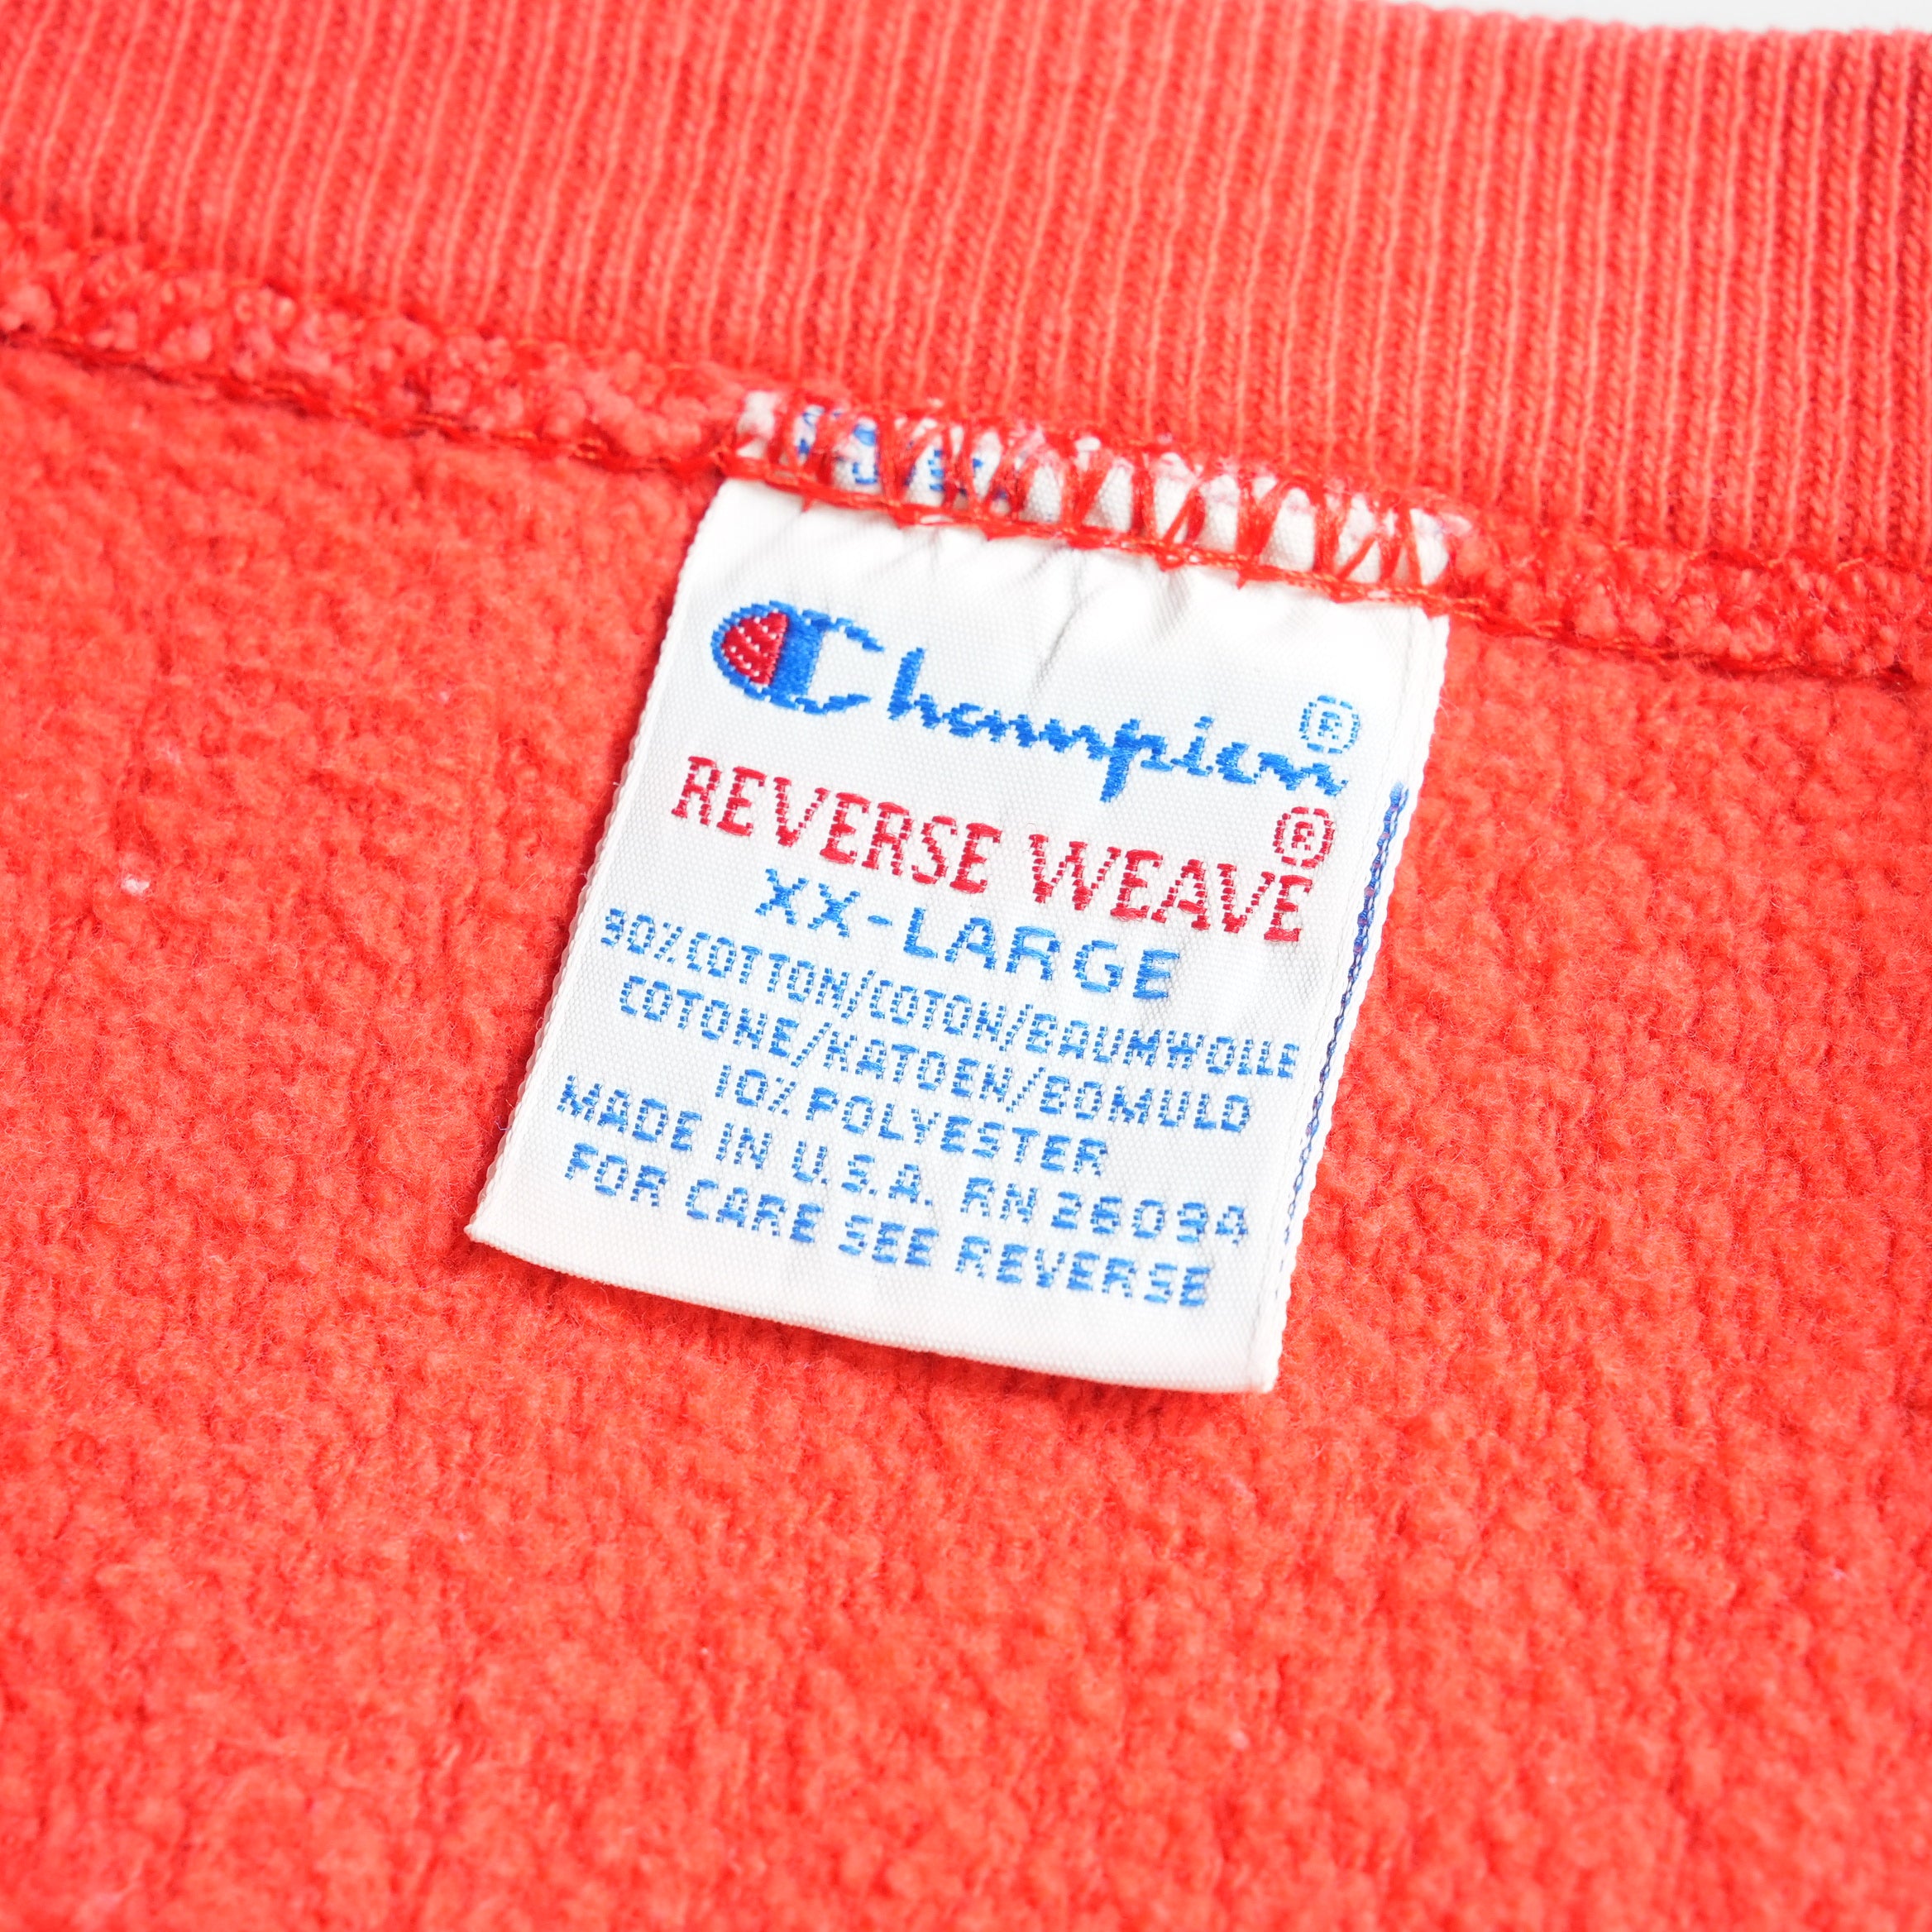 Champion®
REVERSE WEAVE®
XX-LARGE
90% COTTON/COTON/BAUMWOLLE
COTONE/KATOEN/BOMULD
10% POLYESTER
MADE IN U.S.A. RN 26094
FOR CARE SEE REVERSE